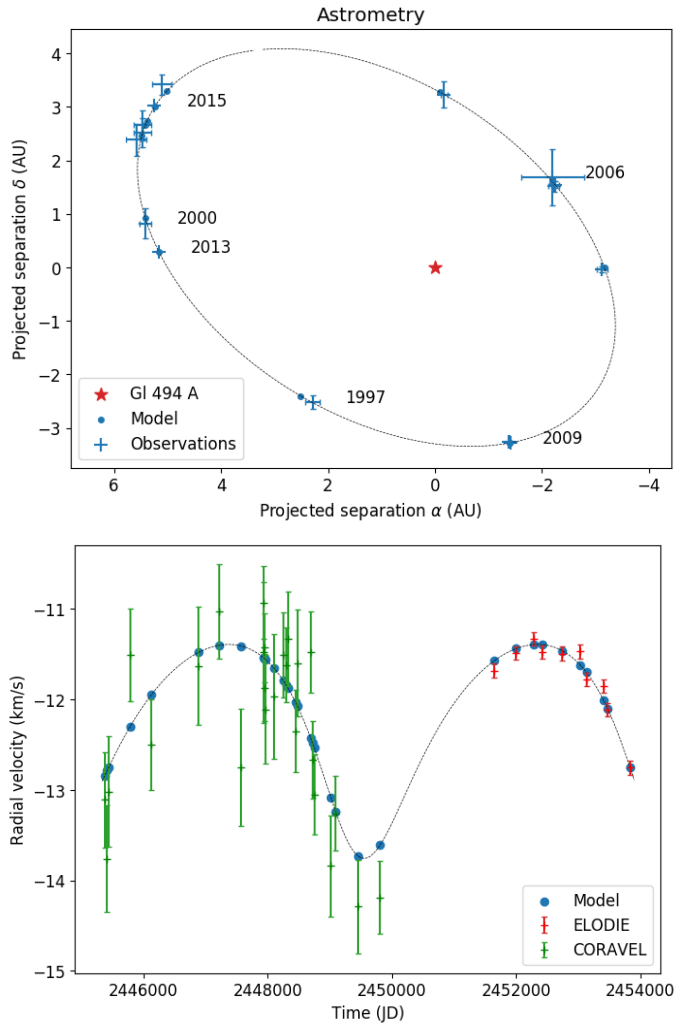 Astrometry
Projected separation δ (AU)
4
3
2
1
0
−1
−2
−3
2015
2006
2000
2013
1997
2009
Gl 494 A
Model
Observations
6 4 2 0 −2 −4
Projected separation α (AU)
Radial velocity (km/s)
−11
−12
−13
−14
−15
Model
ELODIE
CORAVEL
2446000 2448000 2450000 2452000 2454000
Time (JD)